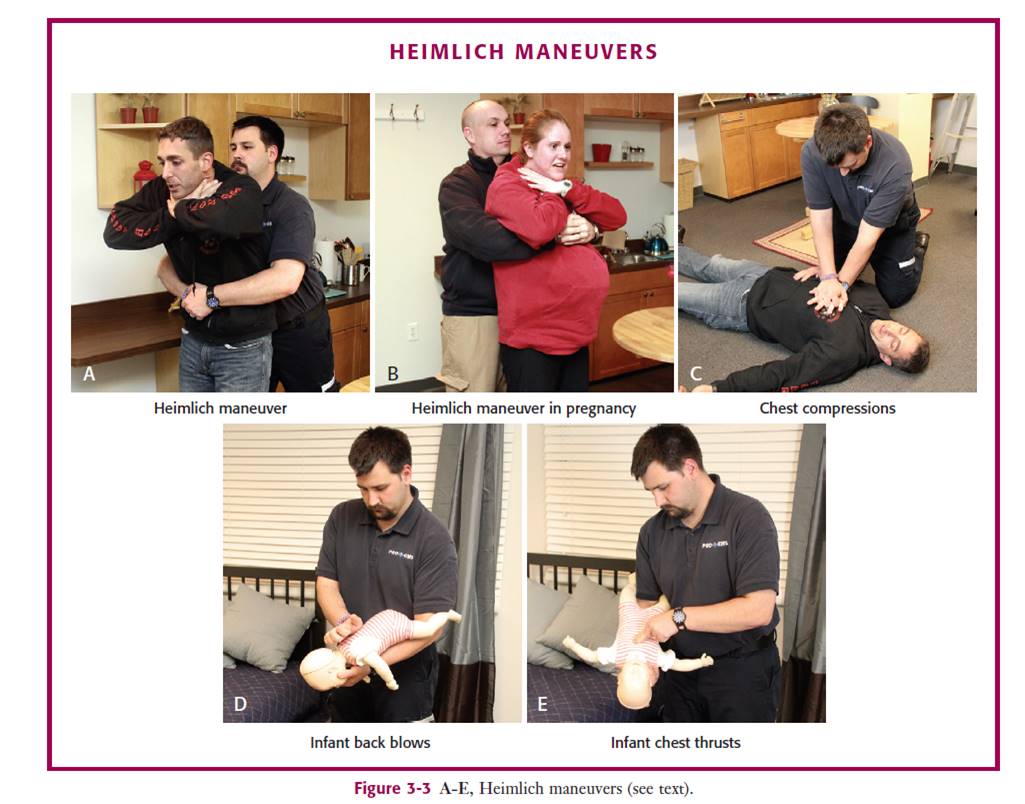 HEIMLICH MANEUVERS
A
B
C
Heimlich maneuver
Heimlich maneuver in pregnancy
Chest compressions
D
E
Infant back blows
Infant chest thrusts
Figure 3-3 A-E, Heimlich maneuvers (see text).